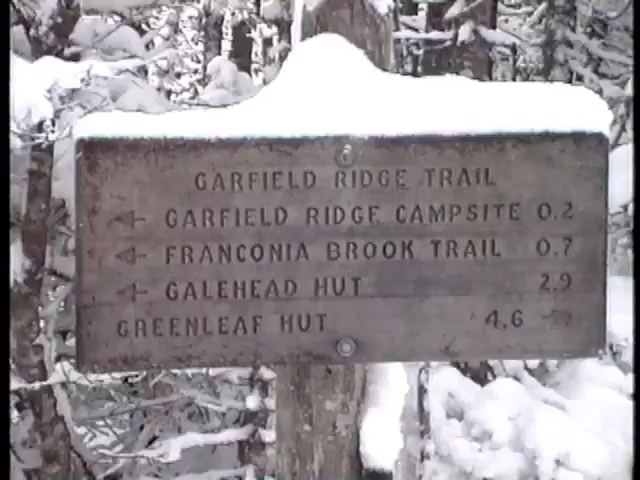 GARFIELD RIDGE TRAIL
GARFIELD RIDGE CAMPSITE 0.2
FRANCONIA BROOK TRAIL 0.7
GALEHEAD HUT 2.9
GREENLEAF HUT 4.6